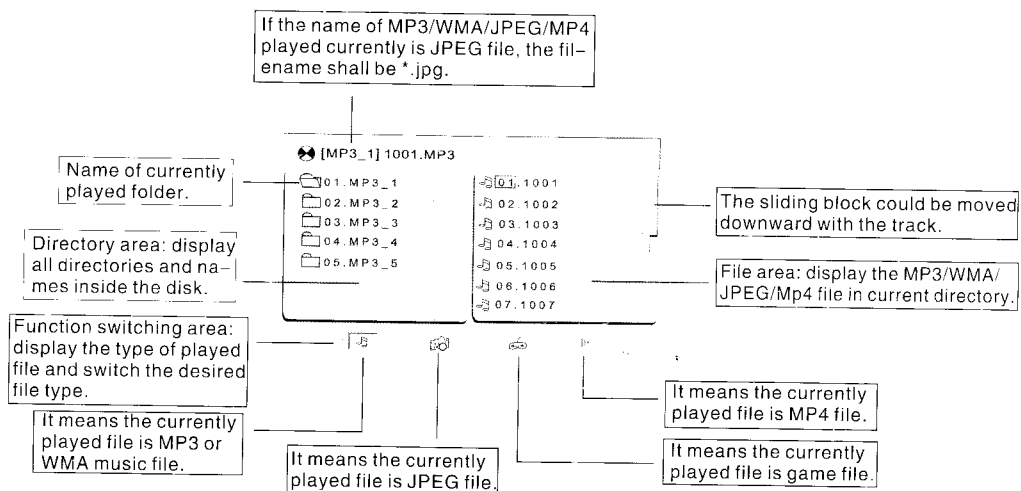 If the name of MP3/WMA/JPEG/MP4
played currently is JPEG file, the fil–
ename shall be *.jpg.
[MP3_1] 1001.MP3
Name of currently
played folder.
01.MP3_1
02.MP3_2
03.MP3_3
04.MP3_4
05.MP3_5
01.1001
02.1002
03.1003
04.1004
05.1005
06.1006
07.1007
The sliding block could be moved
downward with the track.
Directory area: display
all directories and na–
mes inside the disk.
File area: display the MP3/WMA/
JPEG/Mp4 file in current directory.
Function switching area:
display the type of played
file and switch the desired
file type.
It means the currently
played file is MP3 or
WMA music file.
It means the currently
played file is JPEG file.
It means the currently
played file is MP4 file.
It means the currently
played file is game file.